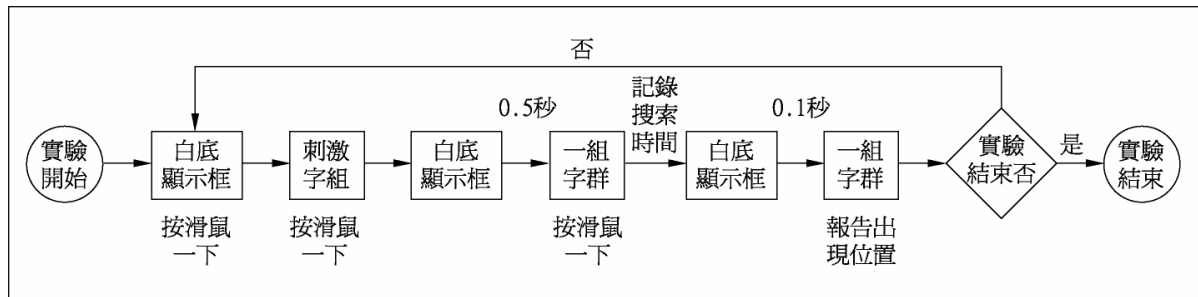 否
0.5秒
記錄
搜索
時間
0.1秒
實驗
開始
白底
顯示框
刺激
字組
白底
顯示框
一組
字群
白底
顯示框
一組
字群
實驗
結束否
是
實驗
結束
按滑鼠
一下
按滑鼠
一下
按滑鼠
一下
報告出
現位置